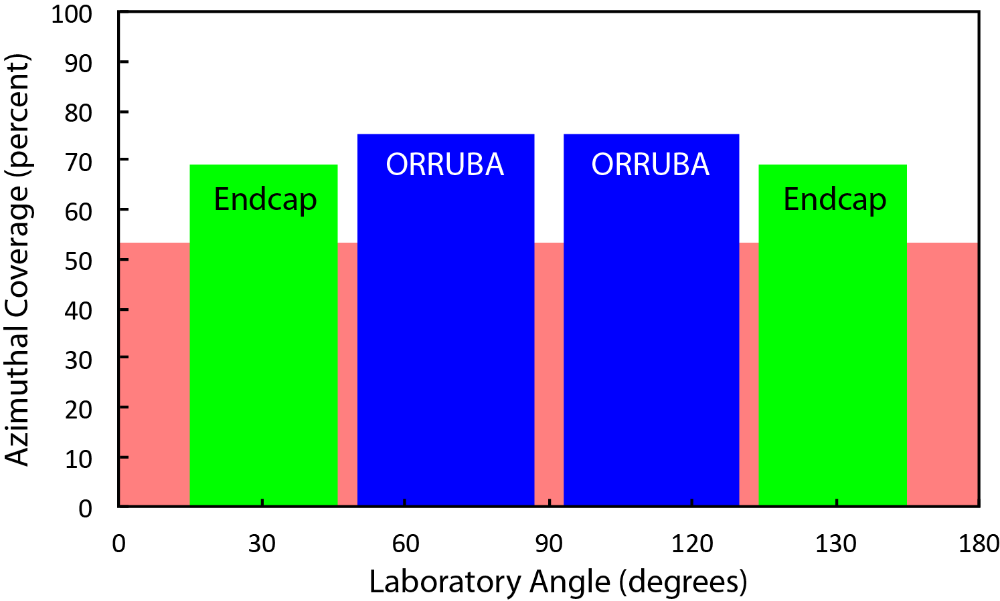 Azimuthal Coverage (percent)
100
90
80
70
60
50
40
30
20
10
0
Endcap
ORRUBA
ORRUBA
Endcap
0 30 60 90 120 130 180
Laboratory Angle (degrees)